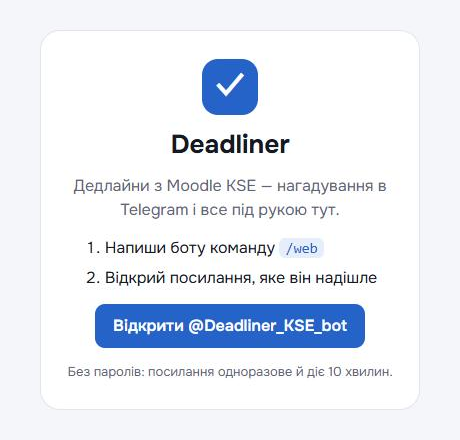 Deadliner
Дедлайни з Moodle KSE — нагадування в
Telegram і все під рукою тут.
1. Напиши боту команду /web
2. Відкрий посилання, яке він надішле
Відкрити @Deadliner_KSE_bot
Без паролів: посилання одноразове й діє 10 хвилин.